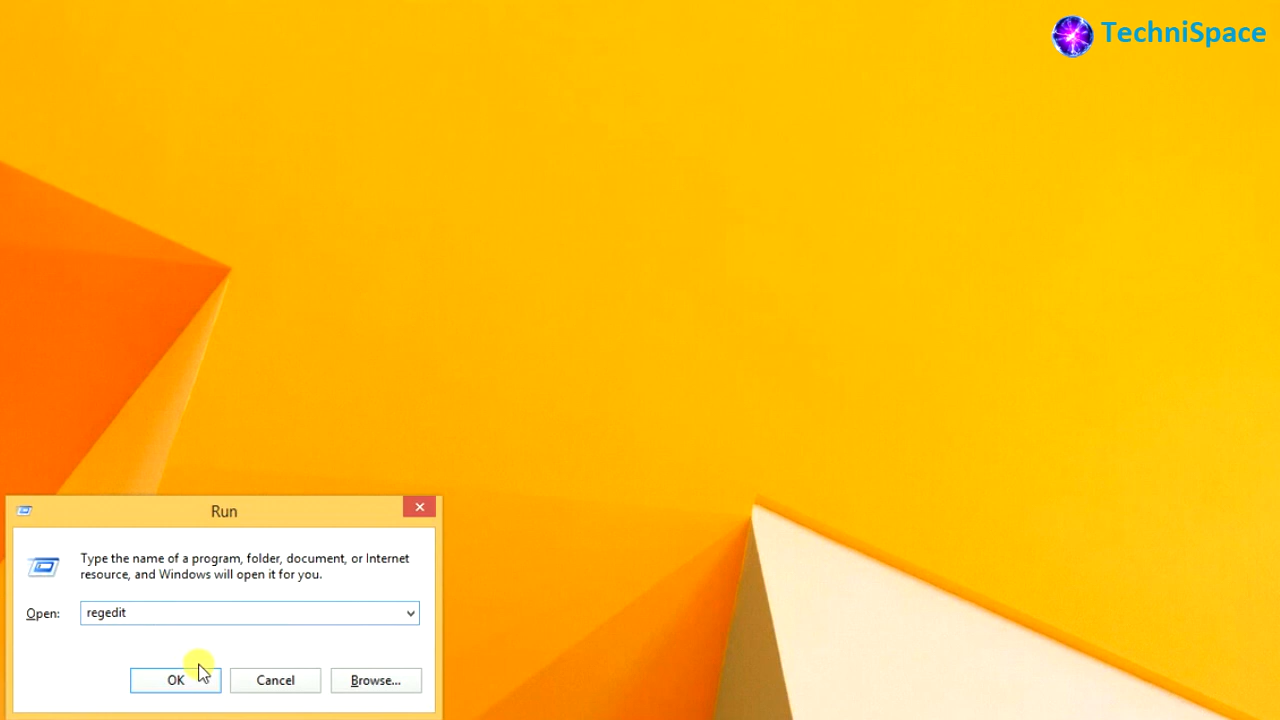 TechniSpace
Run
Type the name of a program, folder, document, or Internet
resource, and Windows will open it for you.
Open: regedit
OK Cancel Browse...